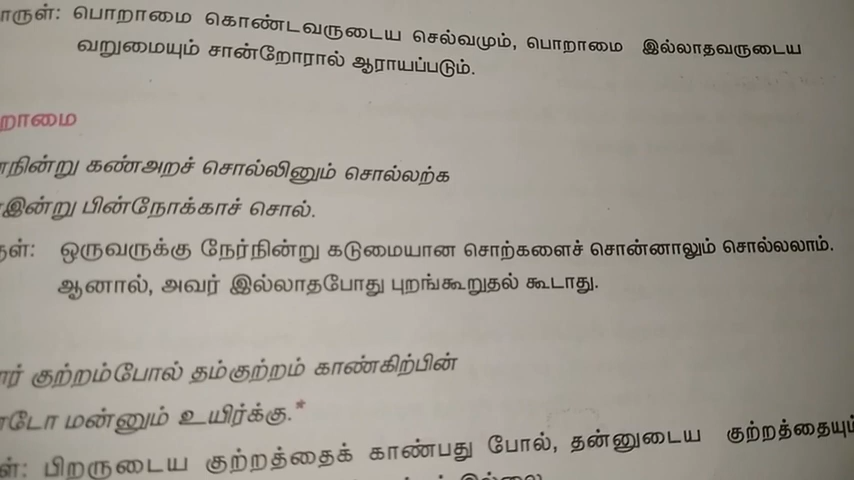 பொறாமை கொண்டவருடைய செல்வமும், பொறாமை இல்லாதவருடைய
வறுமையும் சான்றோரால் ஆராயப்படும்.
கண்அறச் சொல்லினும் சொல்லற்க
பின்நோக்காச் சொல்.
ஒருவருக்கு நேர்நின்று கடுமையான சொற்களைச் சொன்னாலும் சொல்லலாம்.
ஆனால், அவர் இல்லாதபோது புறங்கூறுதல் கூடாது.
குற்றம்போல் தம்குற்றம் காண்கிற்பின்
மன்னும் உயிர்க்கு.*
பிறருடைய குற்றத்தைக் காண்பது போல், தன்னுடைய குற்றத்தையும்